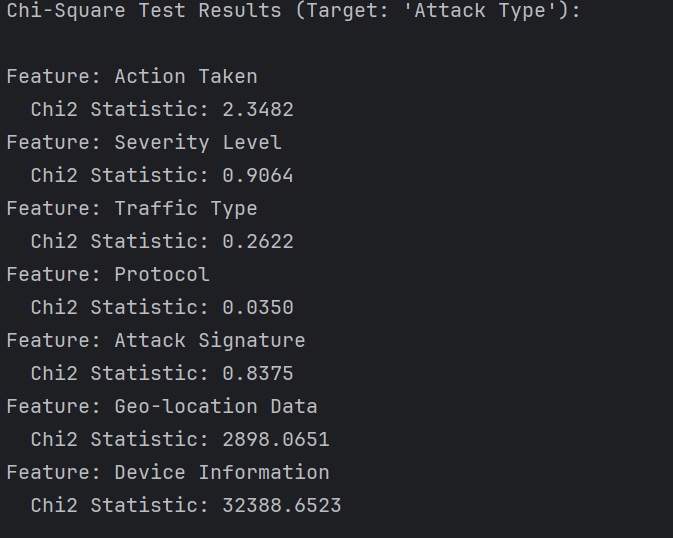 Chi-Square Test Results (Target: 'Attack Type'):
Feature: Action Taken
Chi2 Statistic: 2.3482
Feature: Severity Level
Chi2 Statistic: 0.9064
Feature: Traffic Type
Chi2 Statistic: 0.2622
Feature: Protocol
Chi2 Statistic: 0.0350
Feature: Attack Signature
Chi2 Statistic: 0.8375
Feature: Geo-location Data
Chi2 Statistic: 2898.0651
Feature: Device Information
Chi2 Statistic: 32388.6523